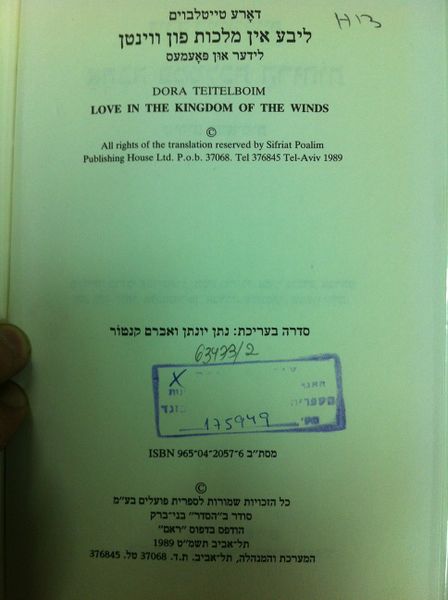 דאָרע טייטלבוים
H13
ליבע אין מלכות פון ווינטן
לידער און פּאָעמעס
DORA TEITELBOIM
LOVE IN THE KINGDOM OF THE WINDS
©
All rights of the translation reserved by Sifriat Poalim
Publishing House Ltd. P.o.b. 37068. Tel 376845 Tel-Aviv 1989
סדרה בעריכת: נתן יונתן ואברם קנטור
63473/2
X
175949
ISBN 965-04-2057-6 מסת״ב
©
כל הזכויות שמורות לספרית פועלים בע״מ
סודר ב״הסדר״ בני־ברק
הודפס בדפוס ״ראם״
תל־אביב תשמ״ט 1989
המערכת והמנהלה, תל־אביב. ת.ד. 37068 טל. 376845